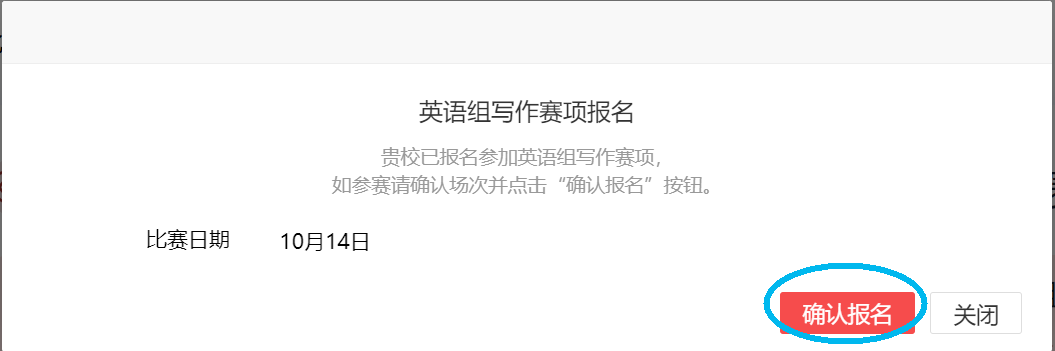 英语组写作赛项报名
贵校已报名参加英语组写作赛项，
如参赛请确认场次并点击“确认报名”按钮。
比赛日期 10月14日
确认报名 关闭